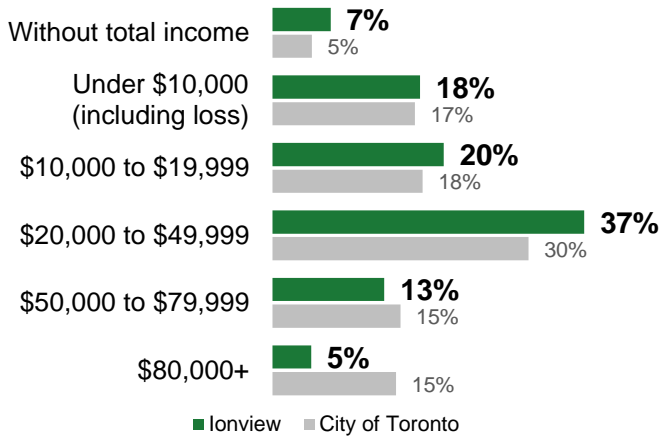 Without total income
7%
5%
Under $10,000
(including loss)
18%
17%
$10,000 to $19,999
20%
18%
$20,000 to $49,999
37%
30%
$50,000 to $79,999
13%
15%
$80,000+
5%
15%
Ionview City of Toronto